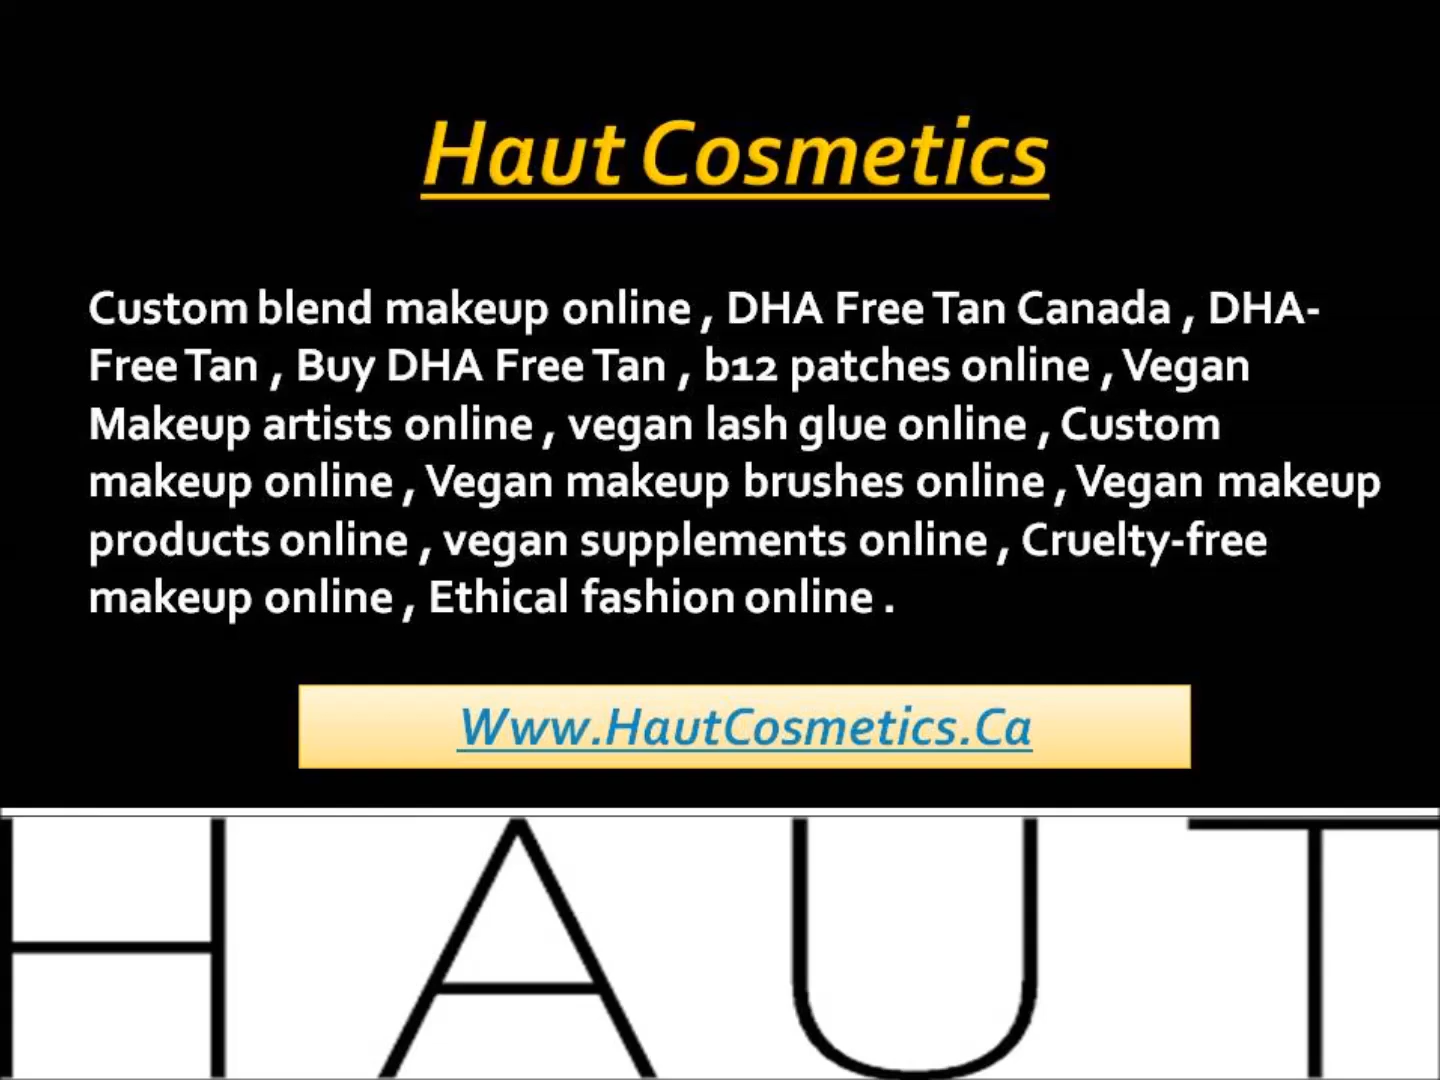 Haut Cosmetics
Custom blend makeup online , DHA Free Tan Canada , DHA-
Free Tan , Buy DHA Free Tan , b12 patches online , Vegan
Makeup artists online , vegan lash glue online , Custom
makeup online , Vegan makeup brushes online , Vegan makeup
products online , vegan supplements online , Cruelty-free
makeup online , Ethical fashion online .
Www.HautCosmetics.Ca
HAUT